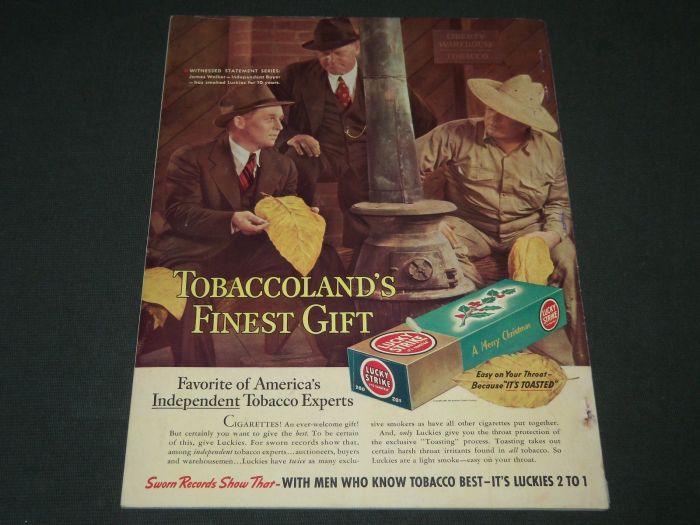 LIBERTY
WAREHOUSE
TOBACCO
WITNESSED STATEMENT SERIES:
James Walker—Independent Buyer
—has smoked Luckies for 10 years.
TOBACCOLAND'S
FINEST GIFT
LUCKY
STRIKE
LUCKY
STRIKE
200
A Merry Christmas
LUCKY
STRIKE
Easy on Your Throat—
Because "IT'S TOASTED"
Favorite of America's
Independent Tobacco Experts
CIGARETTES! An ever-welcome gift!
But certainly you want to give the best. To be certain
of this, give Luckies. For sworn records show that,
among independent tobacco experts...auctioneers, buyers
and warehousemen...Luckies have twice as many exclu-
sive smokers as have all other cigarettes put together.
And, only Luckies give you the throat protection of
the exclusive "Toasting" process. Toasting takes out
certain harsh throat irritants found in all tobacco. So
Luckies are a light smoke—easy on your throat.
Sworn Records Show That—WITH MEN WHO KNOW TOBACCO BEST—IT'S LUCKIES 2 TO 1